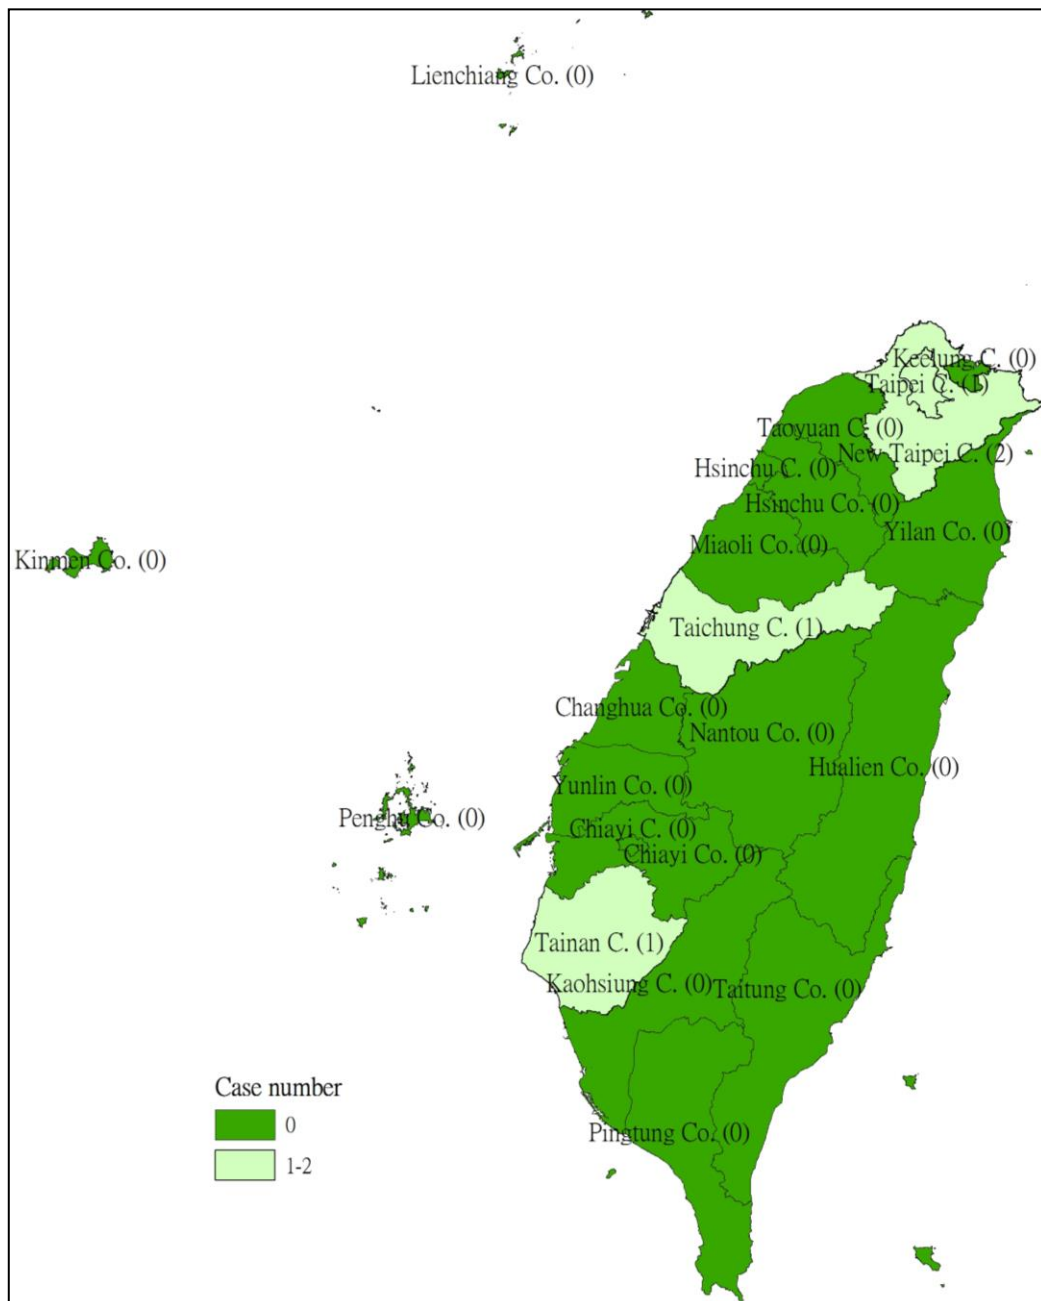 Lienchiang Co. (0)
Keelung C. (0)
Taipei C. (1)
Taoyuan C. (0)
New Taipei C. (2)
Hsinchu C. (0)
Hsinchu Co. (0)
Yilan Co. (0)
Miaoli Co. (0)
Kinmen Co. (0)
Taichung C. (1)
Changhua Co. (0)
Nantou Co. (0)
Hualien Co. (0)
Yunlin Co. (0)
Penghu Co. (0)
Chiayi C. (0)
Chiayi Co. (0)
Tainan C. (1)
Kaohsiung C. (0)
Taitung Co. (0)
Pingtung Co. (0)
Case number
0
1-2